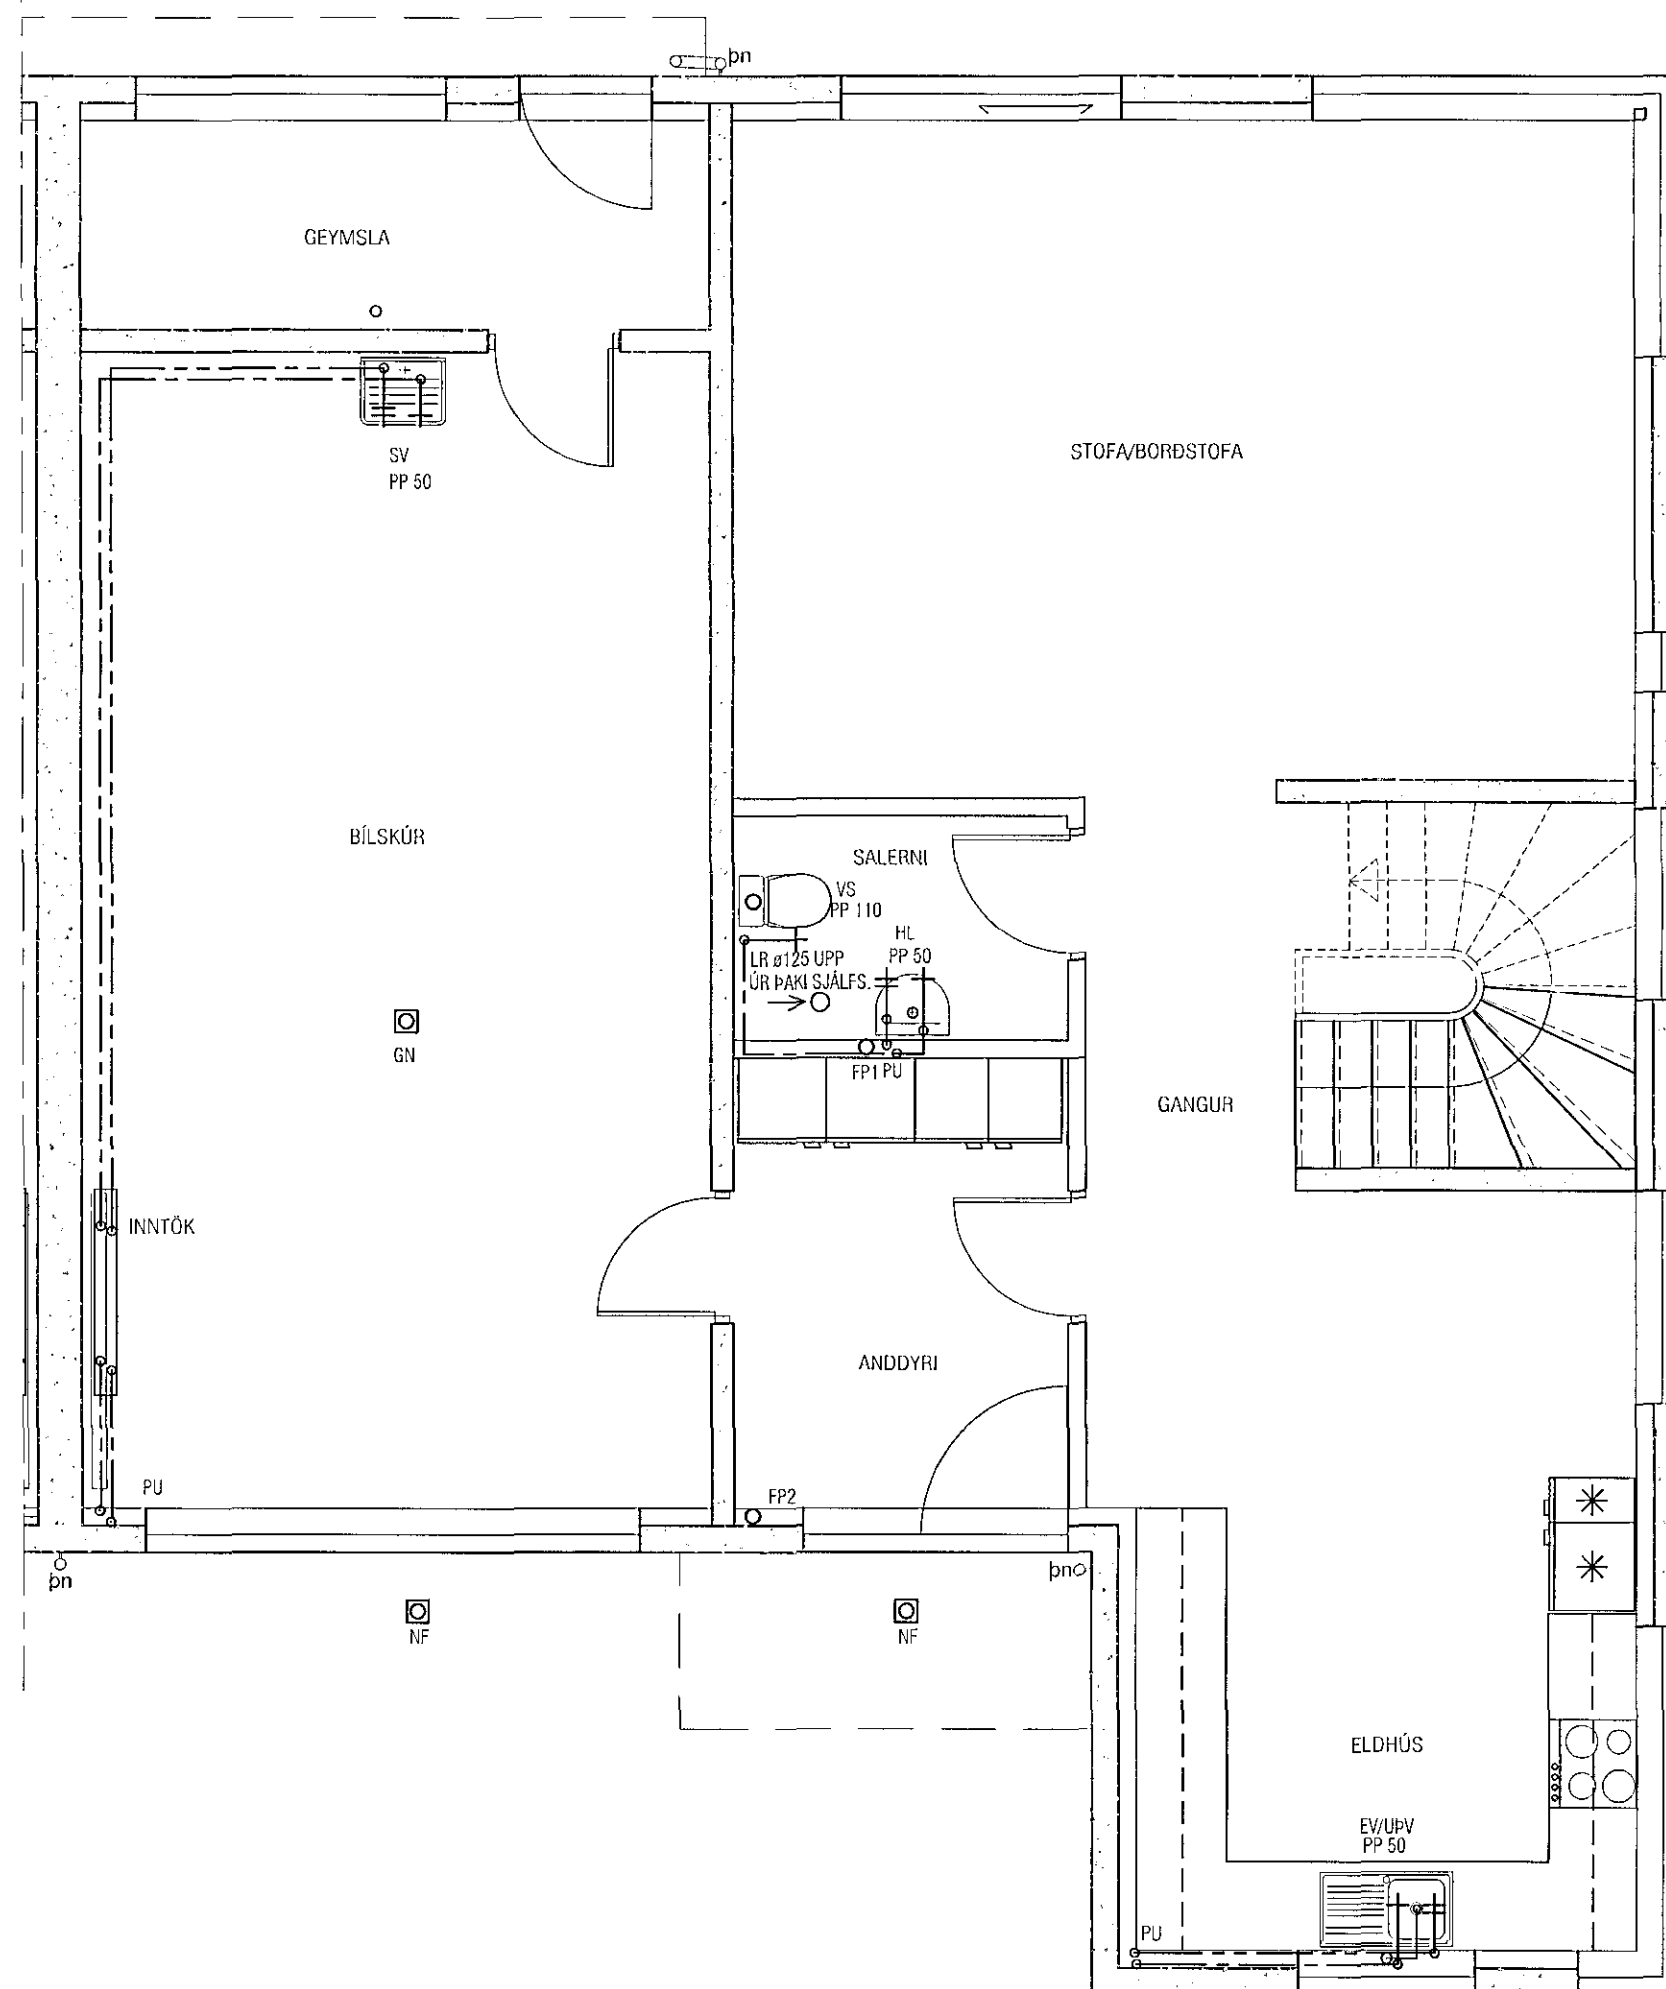 þn
GEYMSLA
STOFA/BORÐSTOFA
SV
PP 50
BÍLSKÚR
SALERNI
VS
PP 110
HL
PP 50
LR ø125 UPP
ÚR ÞAKI SJÁLFS.
GN
FP1 PU
GANGUR
INNTÖK
ANDDYRI
PU
FP2
þn
þn
NF
NF
ELDHÚS
EV/UÞV
PP 50
PU